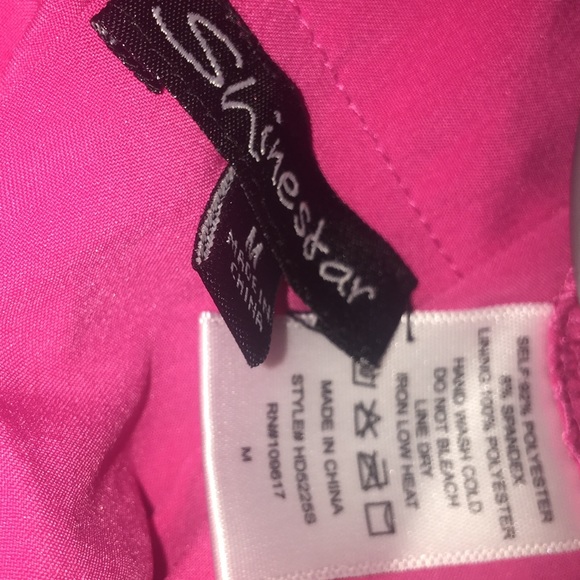 Shinestar
M
MADE IN
CHINA
SELF: 92% POLYESTER
8% SPANDEX
LINING: 100% POLYESTER
HAND WASH COLD
DO NOT BLEACH
LINE DRY
IRON LOW HEAT
MADE IN CHINA
STYLE# HD5225S
RN#109617
M